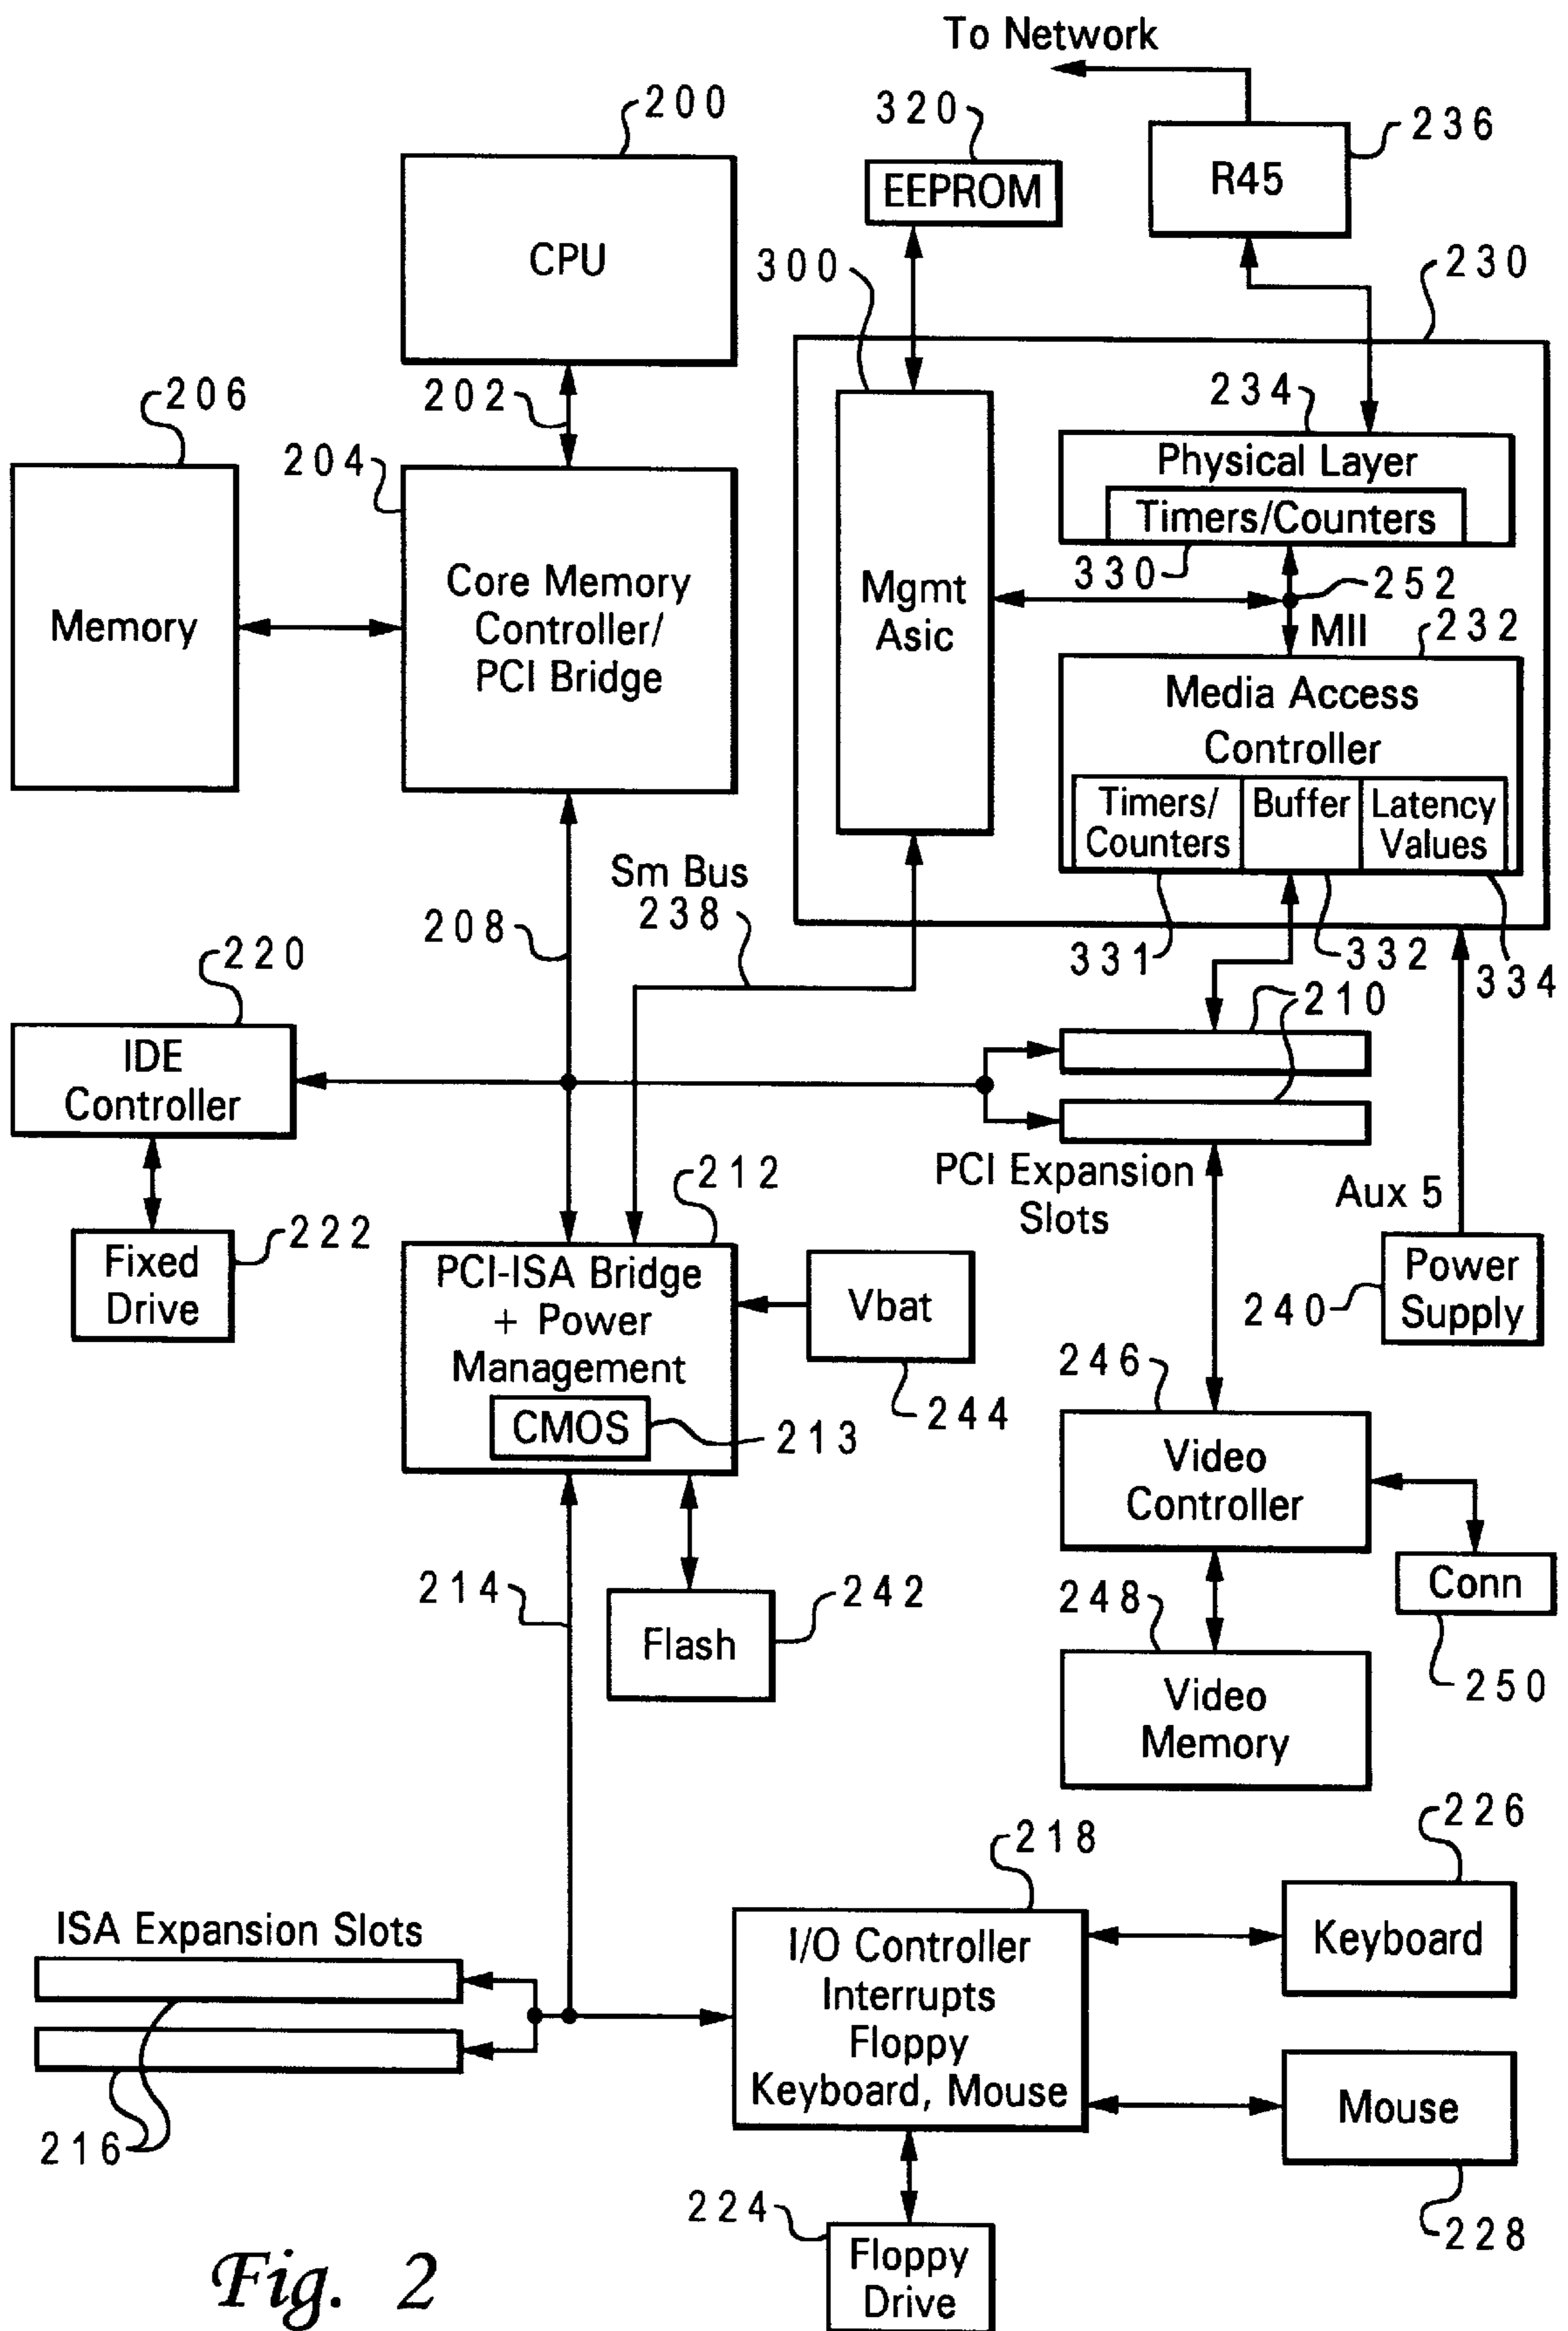 To Network
200
320
236
R45
EEPROM
CPU
300
230
206
202
204
234
Physical Layer
Timers/Counters
330
252
MII
232
Memory
Core Memory
Controller/
PCI Bridge
Mgmt
Asic
Media Access
Controller
Timers/
Counters
Buffer
Latency
Values
Sm Bus
238
208
331
332
334
220
210
IDE
Controller
PCI Expansion
Slots
Aux 5
212
222
Fixed
Drive
PCI-ISA Bridge
+ Power
Management
CMOS
213
Vbat
244
240
Power
Supply
246
Video
Controller
214
Flash
242
248
Conn
250
Video
Memory
218
226
ISA Expansion Slots
216
I/O Controller
Interrupts
Floppy
Keyboard, Mouse
Keyboard
Mouse
228
224
Floppy
Drive
Fig. 2